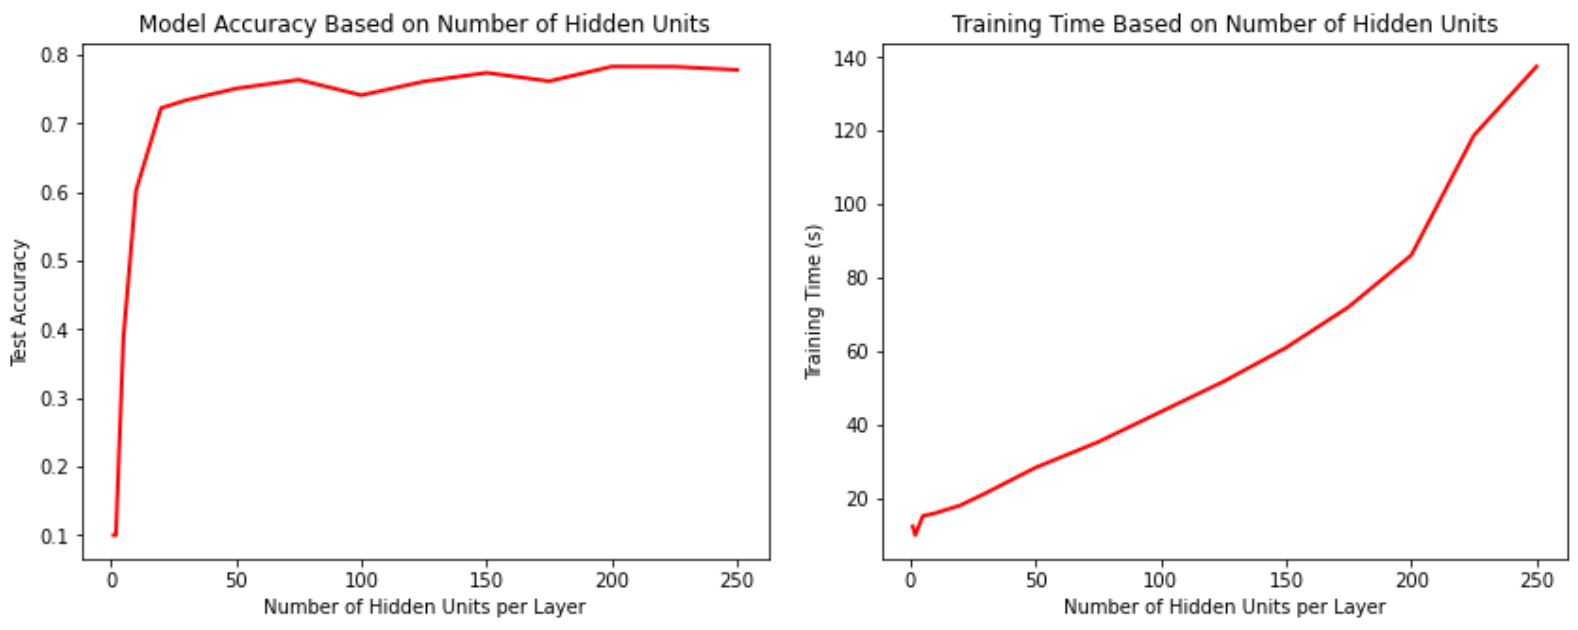 Model Accuracy Based on Number of Hidden Units
0.8
0.7
0.6
0.5
0.4
0.3
0.2
0.1
Test Accuracy
0 50 100 150 200 250
Number of Hidden Units per Layer
Training Time Based on Number of Hidden Units
140
120
100
80
60
40
20
Training Time (s)
0 50 100 150 200 250
Number of Hidden Units per Layer